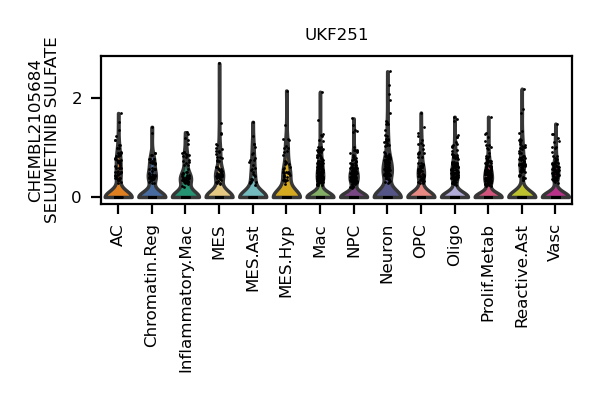 UKF251
CHEMBL2105684
SELUMETINIB SULFATE
2
0
AC
Chromatin.Reg
Inflammatory.Mac
MES
MES.Ast
MES.Hyp
Mac
NPC
Neuron
OPC
Oligo
Prolif.Metab
Reactive.Ast
Vasc